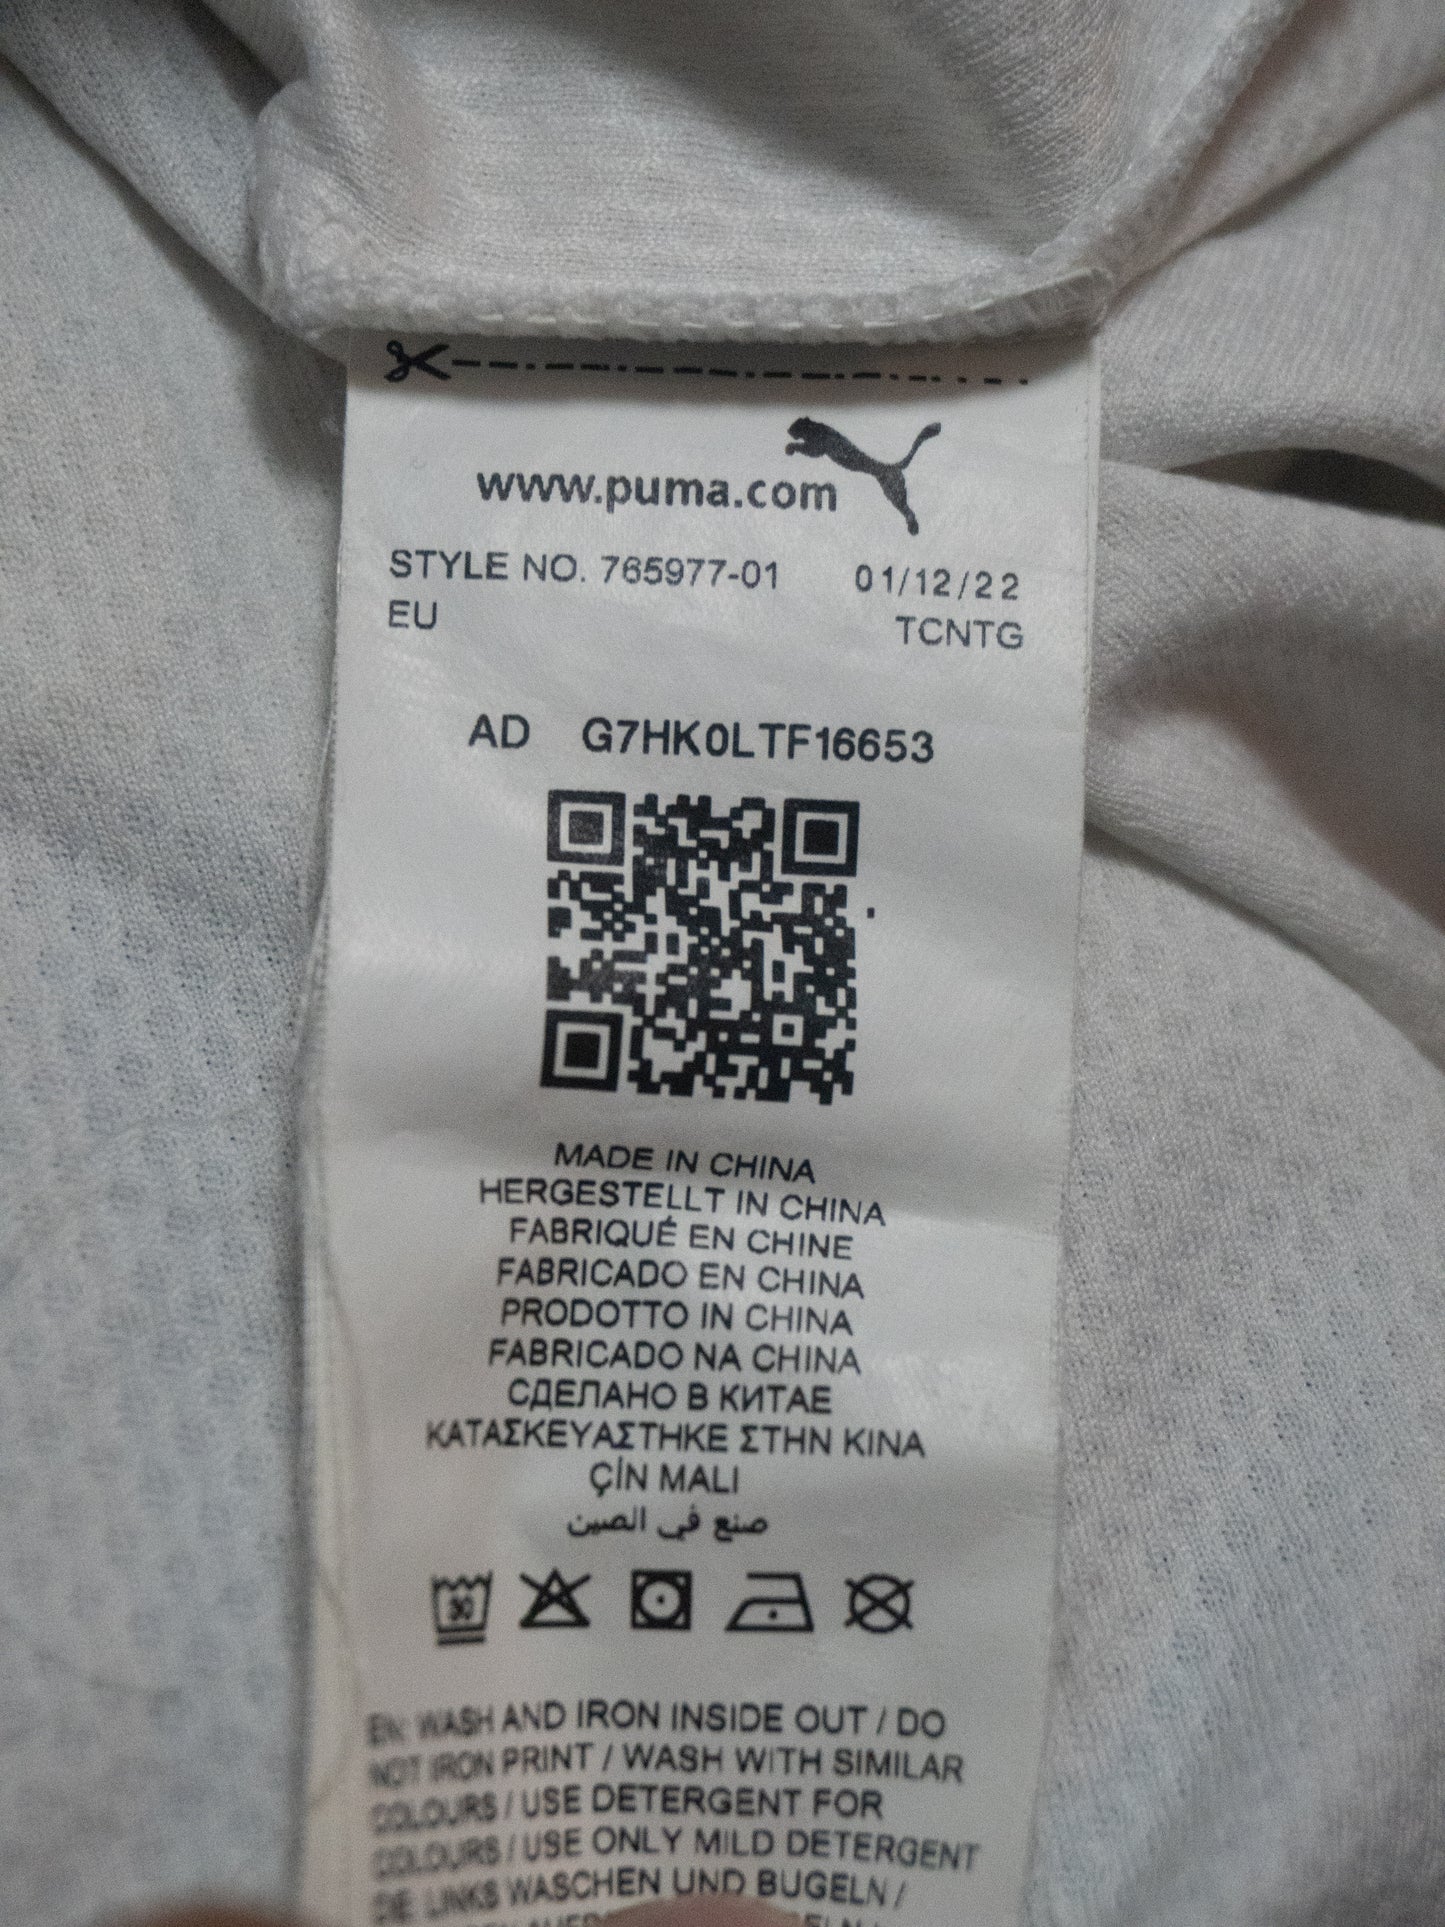 www.puma.com
STYLE NO. 765977-01 01/12/22
EU TCNTG
AD G7HK0LTF16653
MADE IN CHINA
HERGESTELLT IN CHINA
FABRIQUÉ EN CHINE
FABRICADO EN CHINA
PRODOTTO IN CHINA
FABRICADO NA CHINA
СДЕЛАНО В КИТАЕ
ΚΑΤΑΣΚΕΥΑΣΤΗΚΕ ΣΤΗΝ ΚΙΝΑ
ÇİN MALI
صنع في الصين
30
EN: WASH AND IRON INSIDE OUT / DO
NOT IRON PRINT / WASH WITH SIMILAR
COLOURS / USE DETERGENT FOR
COLOURS / USE ONLY MILD DETERGENT
DE: LINKS WASCHEN UND BUGELN /